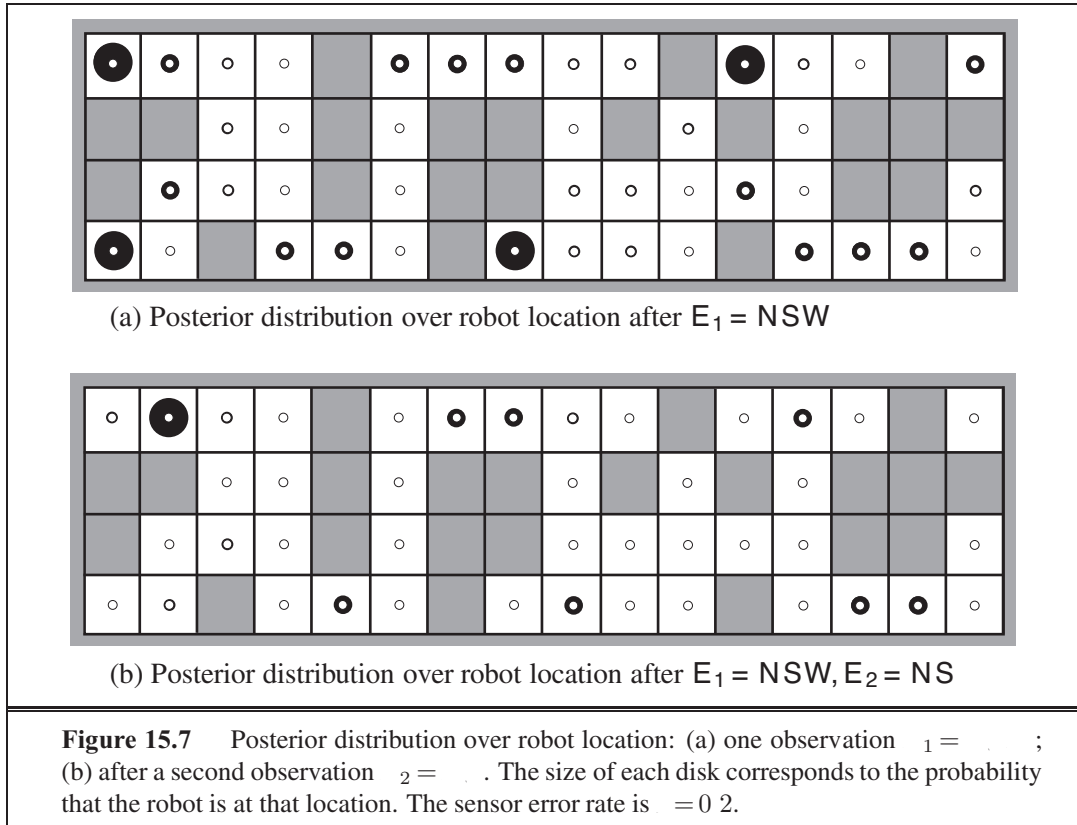 (a) Posterior distribution over robot location after E1 = NSW
(b) Posterior distribution over robot location after E1 = NSW, E2 = NS
Figure 15.7 Posterior distribution over robot location: (a) one observation 1 = ;
(b) after a second observation 2 = . The size of each disk corresponds to the probability
that the robot is at that location. The sensor error rate is = 0 2.